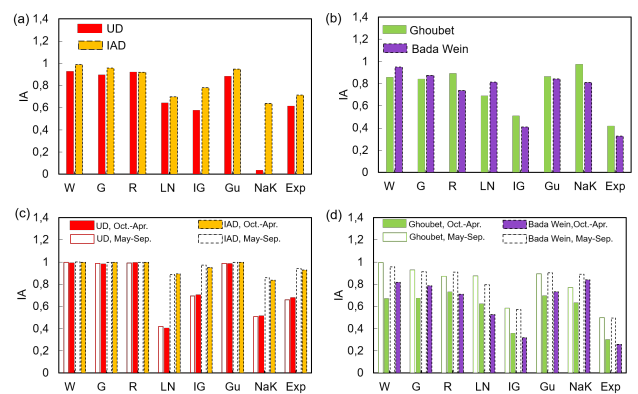 (a)
UD
IAD
IA
1,4
1,2
1
0,8
0,6
0,4
0,2
0
W G R LN IG Gu NaK Exp
(b)
Ghoubet
Bada Wein
IA
1,4
1,2
1
0,8
0,6
0,4
0,2
0
W G R LN IG Gu NaK Exp
(c)
UD, Oct.-Apr.
IAD, Oct.-Apr.
UD, May-Sep.
IAD, May-Sep.
IA
1,4
1,2
1
0,8
0,6
0,4
0,2
0
W G R LN IG Gu NaK Exp
(d)
Ghoubet, Oct.-Apr.
Bada Wein,Oct.-Apr.
Ghoubet, May-Sep.
Bada Wein, May-Sep.
IA
1,4
1,2
1
0,8
0,6
0,4
0,2
0
W G R LN IG Gu NaK Exp